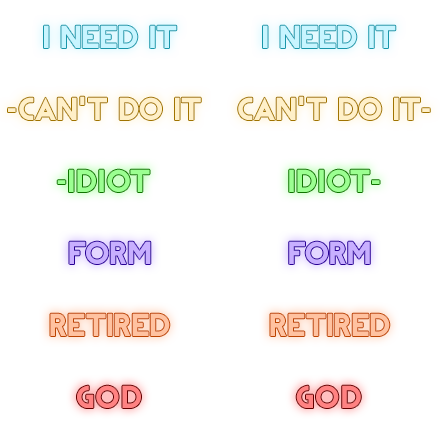 I NEED IT I NEED IT
-CAN'T DO IT CAN'T DO IT-
-IDIOT IDIOT-
FORM FORM
RETIRED RETIRED
GOD GOD